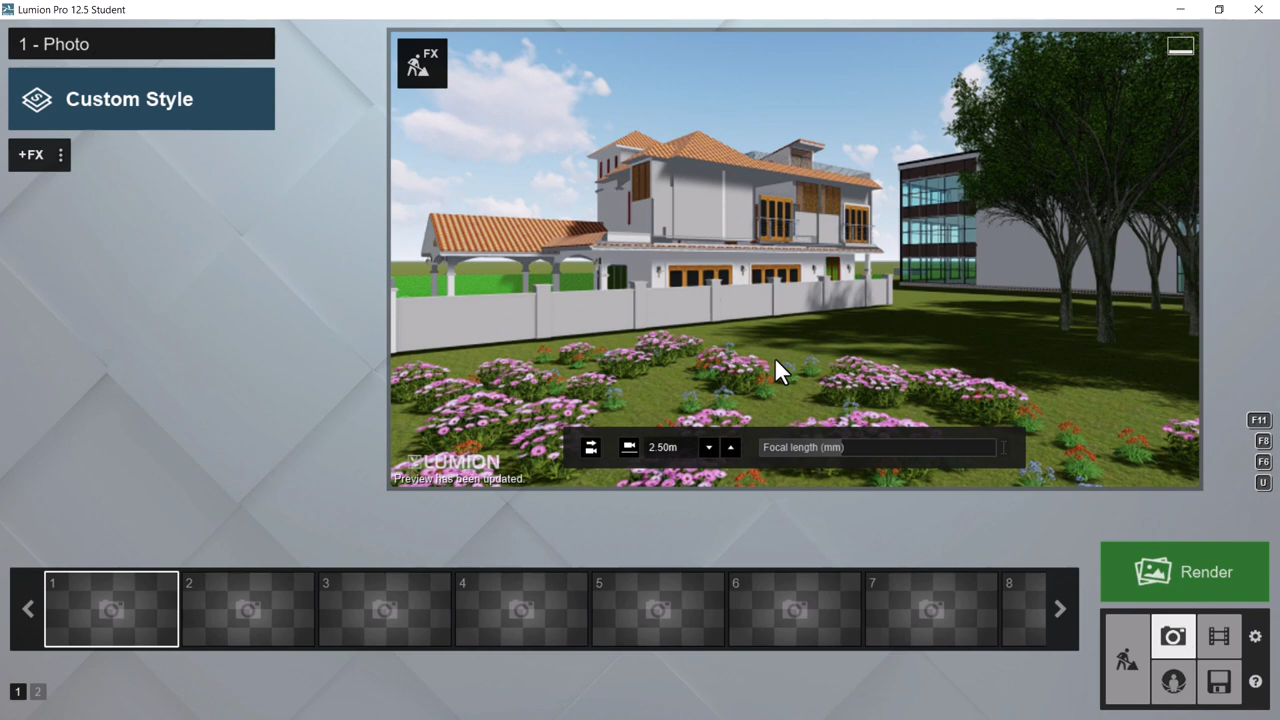 Lumion Pro 12.5 Student
1 - Photo
Custom Style
+FX
FX
2.50m
Focal length (mm)
LUMION
Preview has been updated.
F11
F8
F6
U
1
2
3
4
5
6
7
8
Render
1
2
?